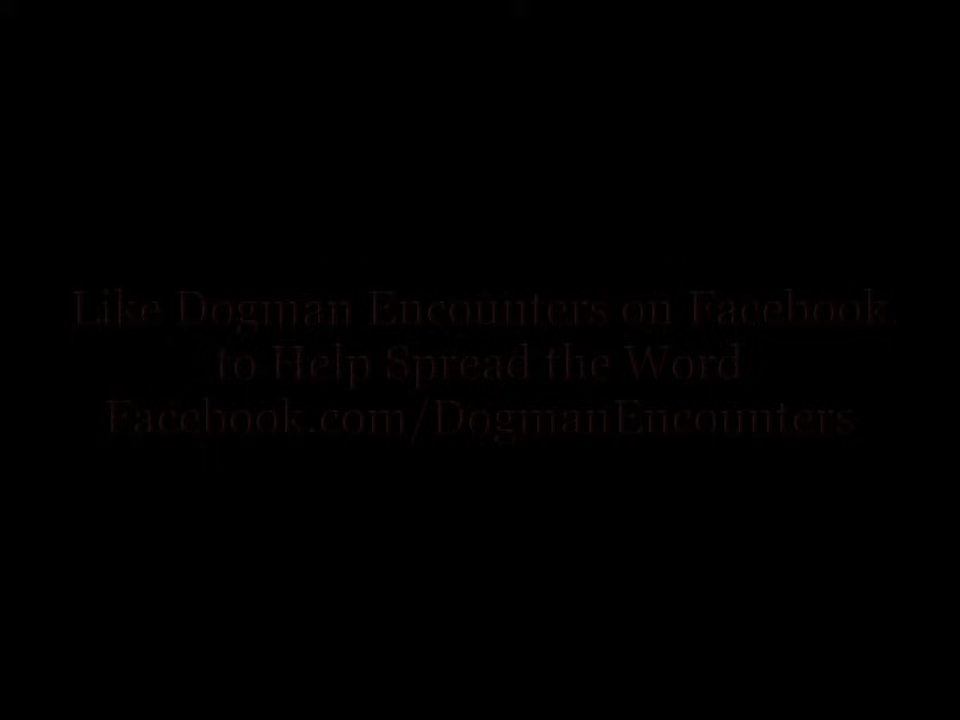 Like Dogman Encounters on Facebook
to Help Spread the Word
Facebook.com/DogmanEncounters